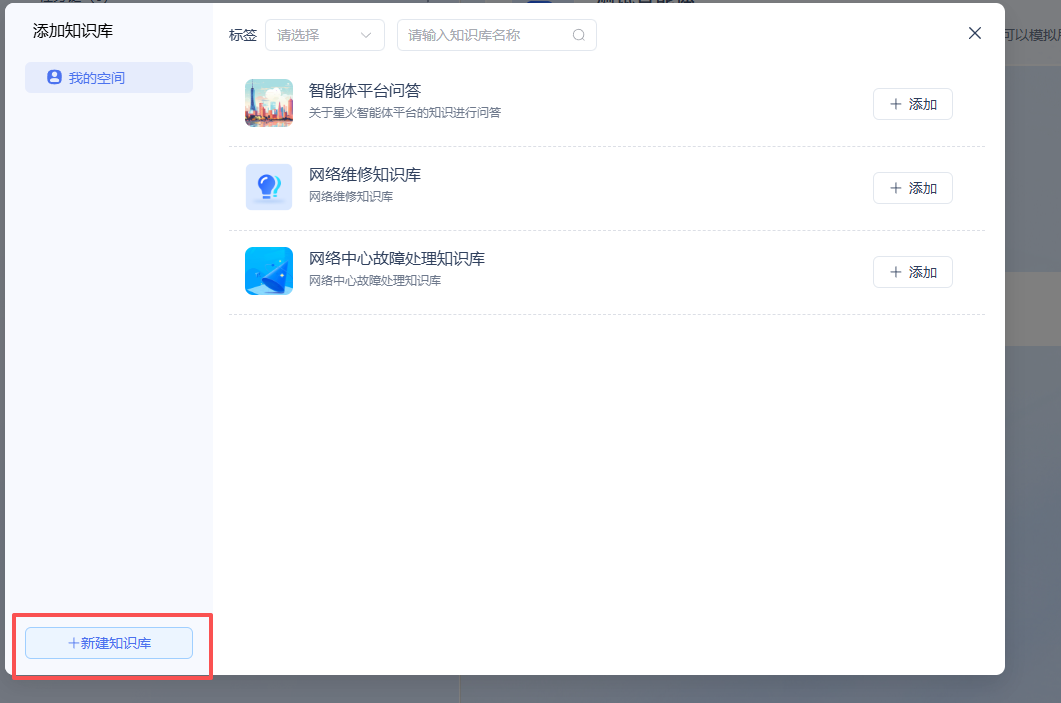 添加知识库
我的空间
标签 请选择 请输入知识库名称
可以模拟
智能体平台问答
关于星火智能体平台的知识进行问答
添加
网络维修知识库
网络维修知识库
添加
网络中心故障处理知识库
网络中心故障处理知识库
添加
新建知识库